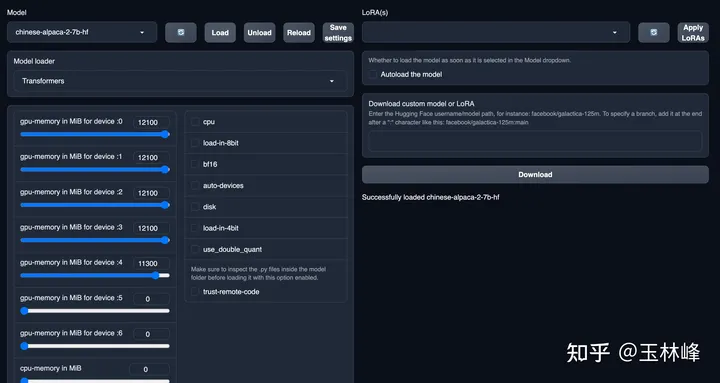 Model
chinese-alpaca-2-7b-hf
Load
Unload
Reload
Save settings
Model loader
Transformers
gpu-memory in MiB for device :0
12100
gpu-memory in MiB for device :1
12100
gpu-memory in MiB for device :2
12100
gpu-memory in MiB for device :3
12100
gpu-memory in MiB for device :4
11300
gpu-memory in MiB for device :5
0
gpu-memory in MiB for device :6
0
cpu-memory in MiB
0
cpu
load-in-8bit
bf16
auto-devices
disk
load-in-4bit
use_double_quant
Make sure to inspect the .py files inside the model
folder before loading it with this option enabled.
trust-remote-code
LoRA(s)
Apply
LoRAs
Whether to load the model as soon as it is selected in the Model dropdown.
Autoload the model
Download custom model or LoRA
Enter the Hugging Face username/model path, for instance: facebook/galactica-125m. To specify a branch, add it at the end
after a ":" character like this: facebook/galactica-125m:main
Download
Successfully loaded chinese-alpaca-2-7b-hf
知乎 @玉林峰